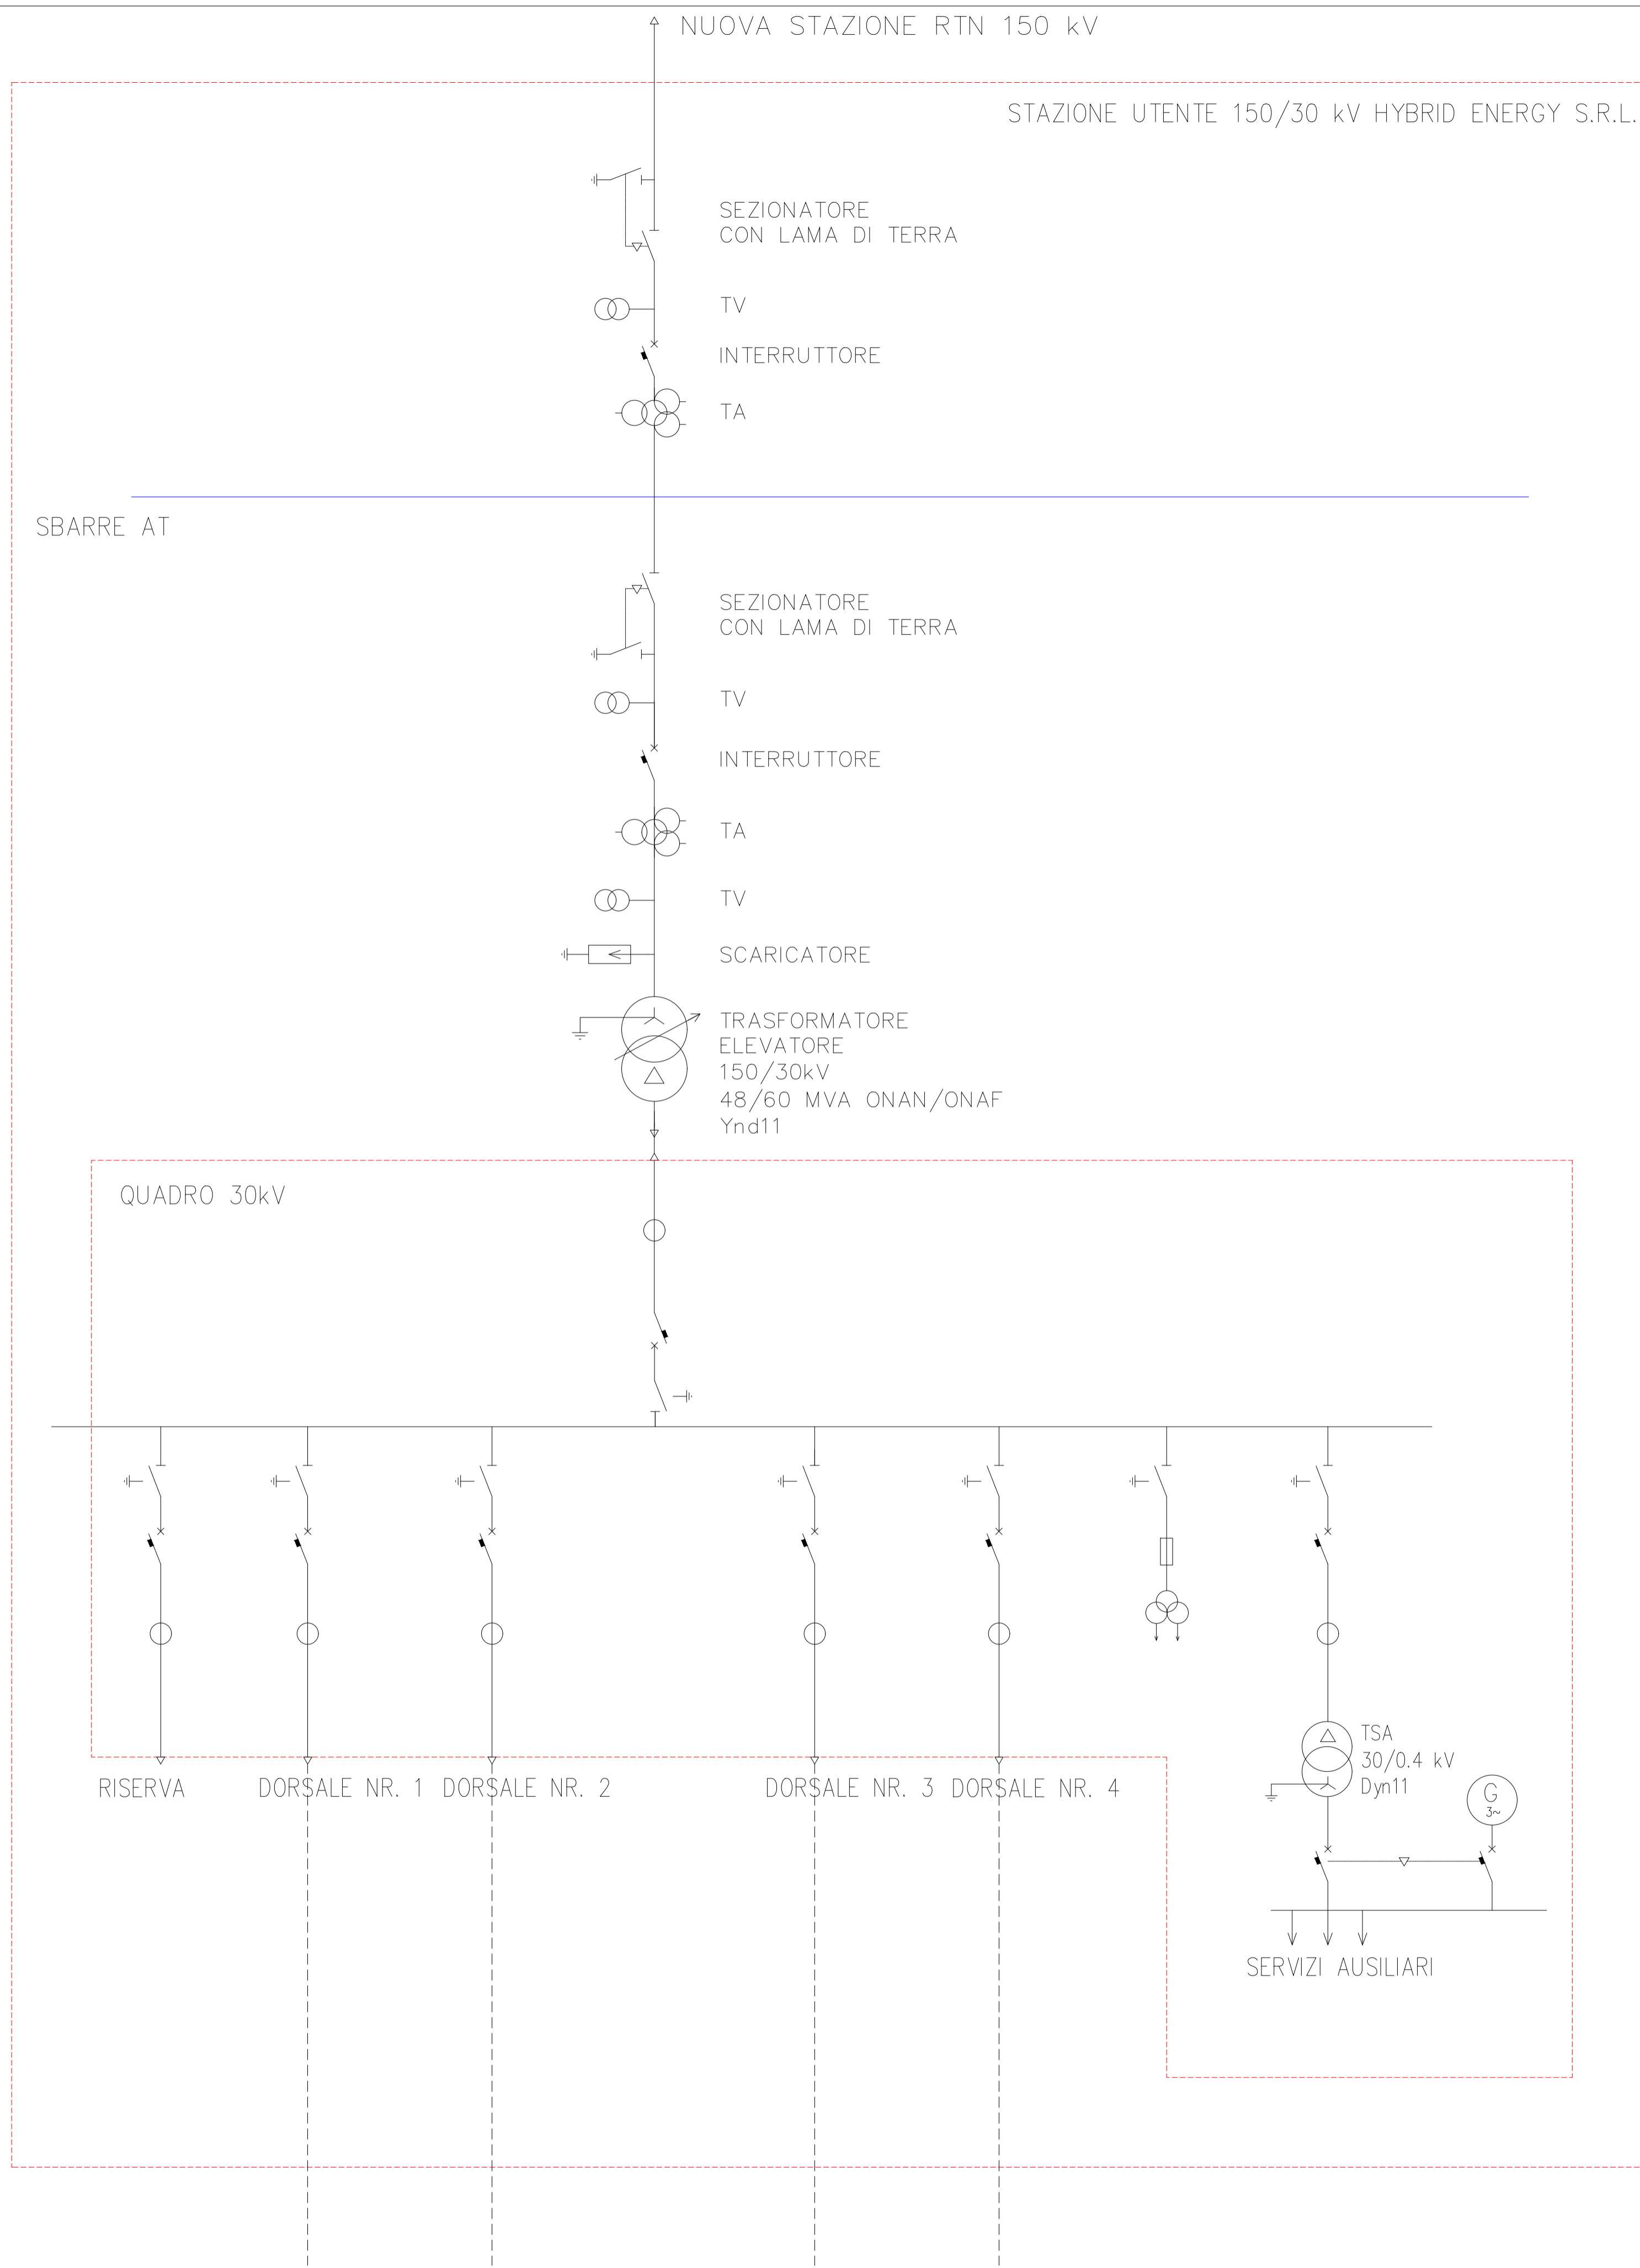 NUOVA STAZIONE RTN 150 kV
STAZIONE UTENTE 150/30 kV HYBRID ENERGY S.R.L.
SEZIONATORE
CON LAMA DI TERRA
TV
INTERRUTTORE
TA
SBARRE AT
SEZIONATORE
CON LAMA DI TERRA
TV
INTERRUTTORE
TA
TV
SCARICATORE
TRASFORMATORE
ELEVATORE
150/30kV
48/60 MVA ONAN/ONAF
Ynd11
QUADRO 30kV
TSA
30/0.4 kV
Dyn11
RISERVA
DORSALE NR. 1
DORSALE NR. 2
DORSALE NR. 3
DORSALE NR. 4
G
3~
SERVIZI AUSILIARI